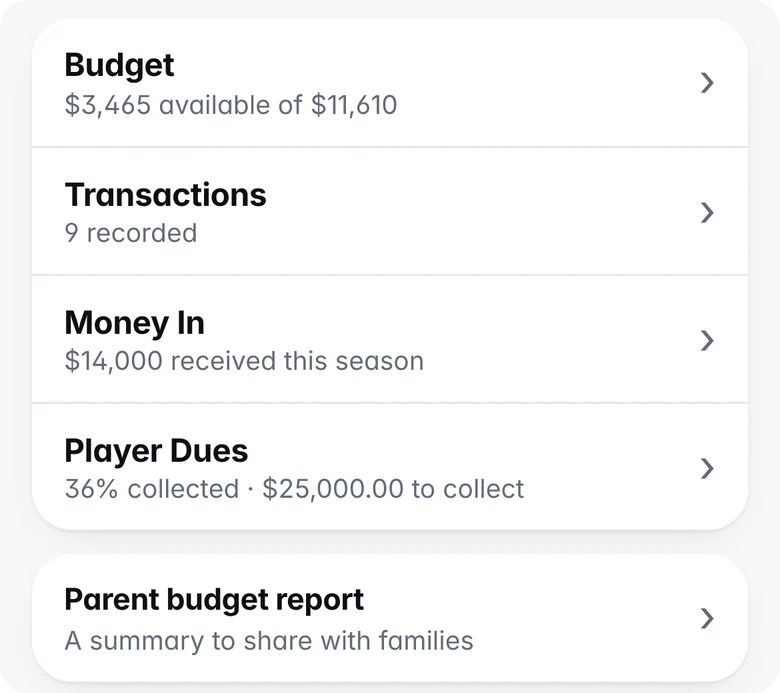 Budget
$3,465 available of $11,610
Transactions
9 recorded
Money In
$14,000 received this season
Player Dues
36% collected · $25,000.00 to collect
Parent budget report
A summary to share with families